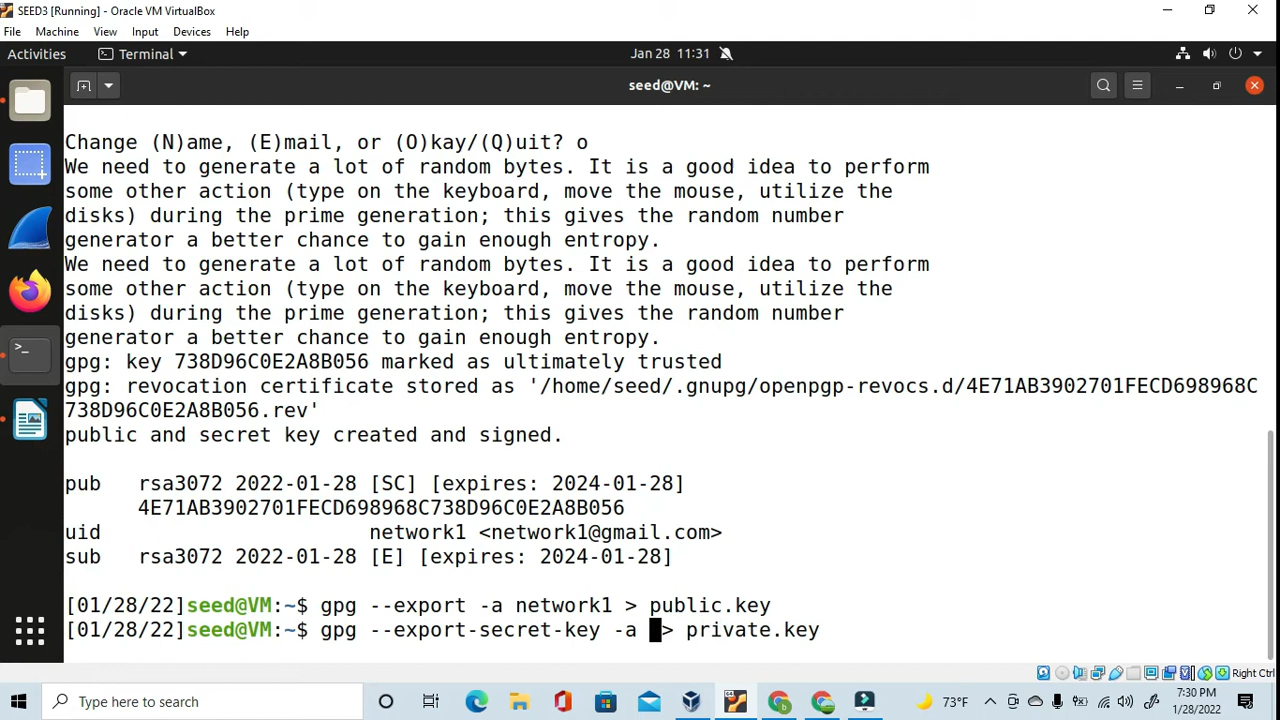 SEED3 [Running] - Oracle VM VirtualBox
File Machine View Input Devices Help
Activities Terminal Jan 28 11:31
seed@VM: ~
Change (N)ame, (E)mail, or (O)kay/(Q)uit? o
We need to generate a lot of random bytes. It is a good idea to perform
some other action (type on the keyboard, move the mouse, utilize the
disks) during the prime generation; this gives the random number
generator a better chance to gain enough entropy.
We need to generate a lot of random bytes. It is a good idea to perform
some other action (type on the keyboard, move the mouse, utilize the
disks) during the prime generation; this gives the random number
generator a better chance to gain enough entropy.
gpg: key 738D96C0E2A8B056 marked as ultimately trusted
gpg: revocation certificate stored as '/home/seed/.gnupg/openpgp-revocs.d/4E71AB3902701FECD698968C
738D96C0E2A8B056.rev'
public and secret key created and signed.
pub rsa3072 2022-01-28 [SC] [expires: 2024-01-28]
4E71AB3902701FECD698968C738D96C0E2A8B056
uid network1 <network1@gmail.com>
sub rsa3072 2022-01-28 [E] [expires: 2024-01-28]
[01/28/22]seed@VM:~$ gpg --export -a network1 > public.key
[01/28/22]seed@VM:~$ gpg --export-secret-key -a > private.key
Right Ctrl
Type here to search
73°F
7:30 PM
1/28/2022